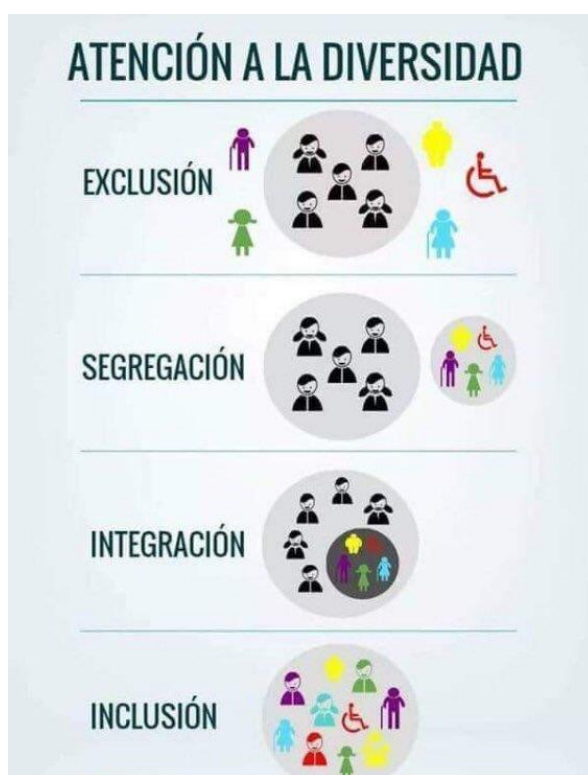 ATENCIÓN A LA DIVERSIDAD
EXCLUSIÓN
SEGREGACIÓN
INTEGRACIÓN
INCLUSIÓN